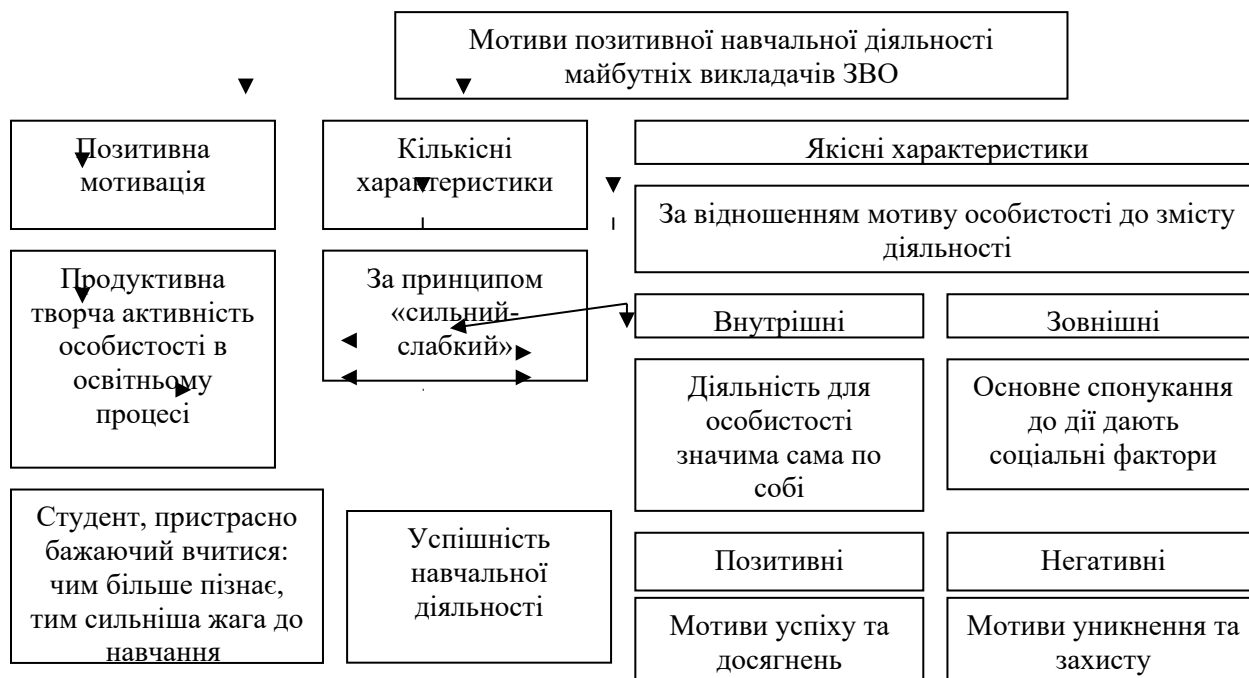 Мотиви позитивної навчальної діяльності
майбутніх викладачів ЗВО
Позитивна
мотивація
Кількісні
характеристики
Якісні характеристики
За відношенням мотиву особистості до змісту
діяльності
Продуктивна
творча активність
особистості в
освітньому
процесі
За принципом
«сильний-
слабкий»
Внутрішні
Зовнішні
Діяльність для
особистості
значима сама по
собі
Основне спонукання
до дії дають
соціальні фактори
Студент, пристрасно
бажаючий вчитися:
чим більше пізнає,
тим сильніша жага до
навчання
Успішність
навчальної
діяльності
Позитивні
Негативні
Мотиви успіху та
досягнень
Мотиви уникнення та
захисту